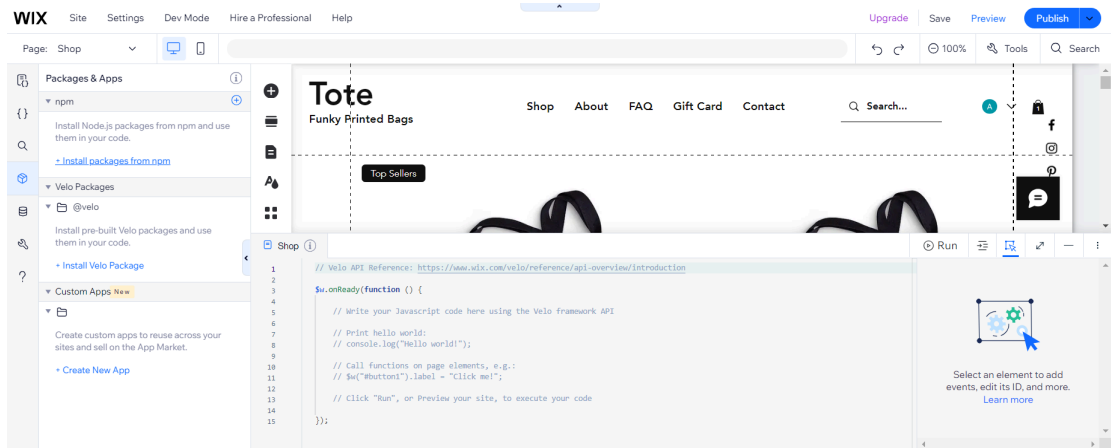 WIX Site Settings Dev Mode Hire a Professional Help Upgrade Save Preview Publish
Page: Shop 100% Tools Search
Packages & Apps
npm
Install Node.js packages from npm and use
them in your code.
+ Install packages from npm
Velo Packages
@velo
Install pre-built Velo packages and use
them in your code.
+ Install Velo Package
Custom Apps New
Create custom apps to reuse across your
sites and sell on the App Market.
+ Create New App
Tote
Funky Printed Bags
Shop About FAQ Gift Card Contact Search... A 1
Top Sellers
Shop Run
1 // Velo API Reference: https://www.wix.com/velo/reference/api-overview/introduction
2
3 $w.onReady(function () {
4
5 // Write your Javascript code here using the Velo framework API
6
7 // Print hello world:
8 // console.log("Hello world!");
9
10 // Call functions on page elements, e.g.:
11 // $w("#button1").label = "Click me!";
12
13 // Click "Run", or Preview your site, to execute your code
14
15 });
Select an element to add
events, edit its ID, and more.
Learn more